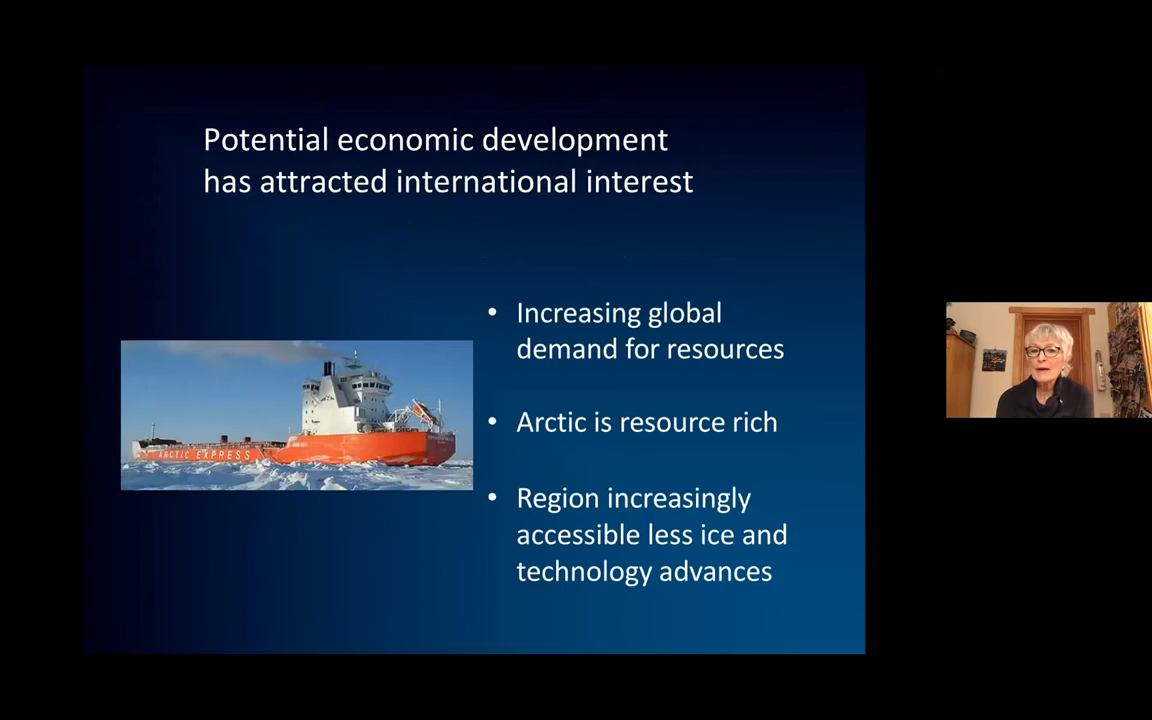 Potential economic development
has attracted international interest
• Increasing global
demand for resources
• Arctic is resource rich
• Region increasingly
accessible less ice and
technology advances
ARCTIC EXPRESS